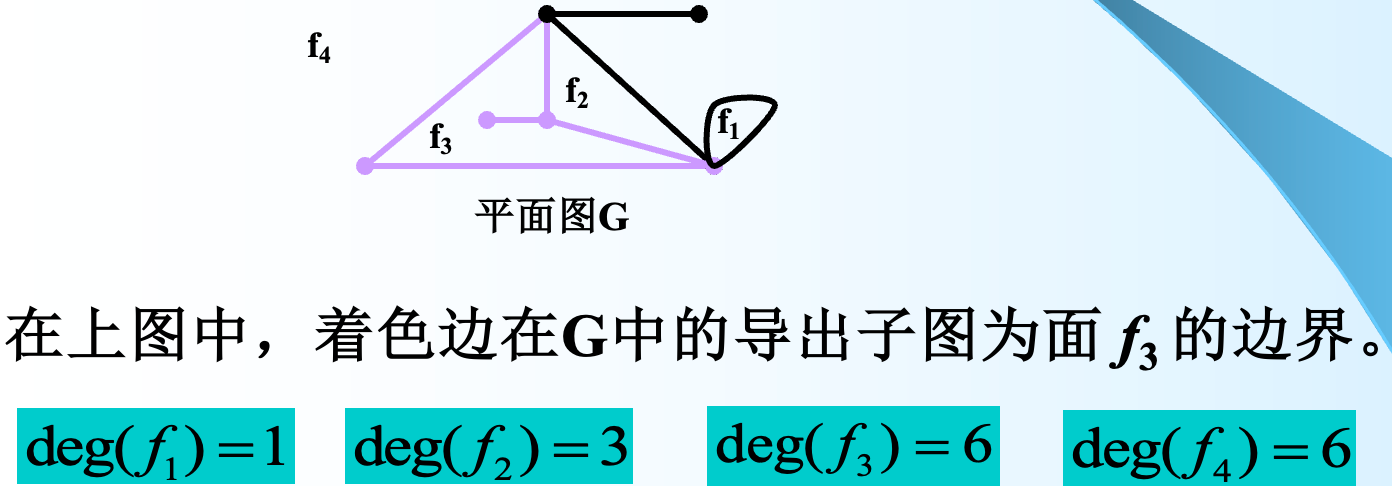 f₄
f₂
f₁
f₃
平面图G
在上图中，着色边在G中的导出子图为面 f₃ 的边界。
deg(f₁) = 1 deg(f₂) = 3 deg(f₃) = 6 deg(f₄) = 6